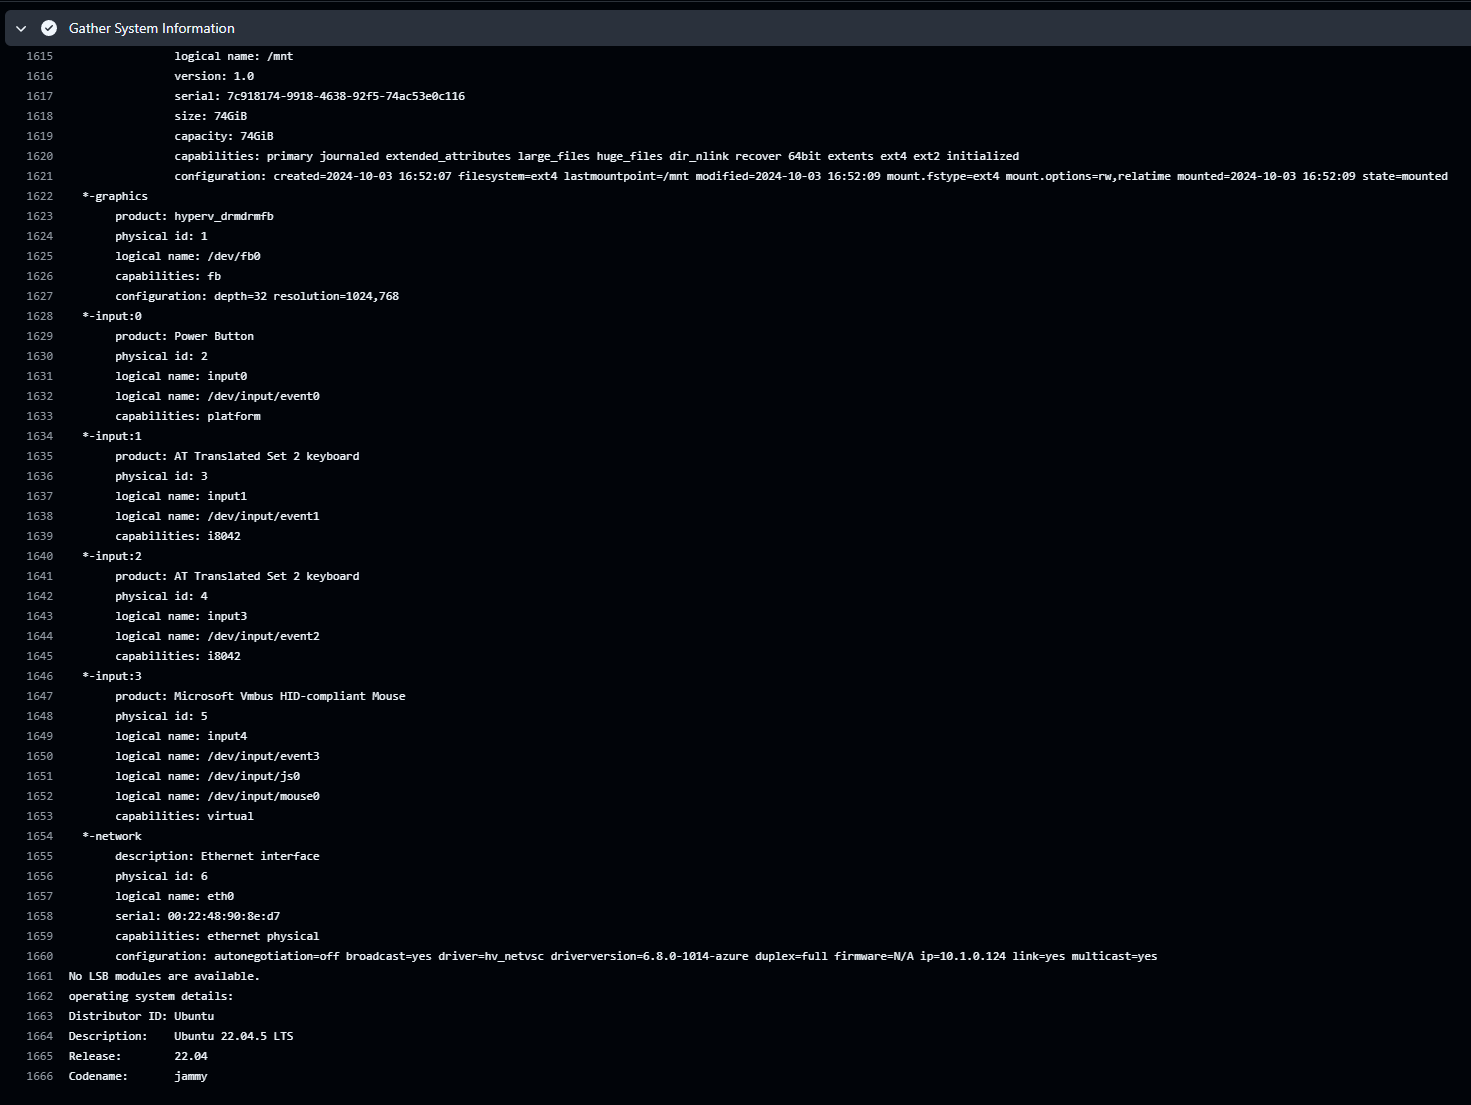 Gather System Information
1615 logical name: /mnt
1616 version: 1.0
1617 serial: 7c918174-9918-4638-92f5-74ac53e0c116
1618 size: 74GiB
1619 capacity: 74GiB
1620 capabilities: primary journaled extended_attributes large_files huge_files dir_nlink recover 64bit extents ext4 ext2 initialized
1621 configuration: created=2024-10-03 16:52:07 filesystem=ext4 lastmountpoint=/mnt modified=2024-10-03 16:52:09 mount.fstype=ext4 mount.options=rw,relatime mounted=2024-10-03 16:52:09 state=mounted
1622 *-graphics
1623 product: hyperv_drmdrmfb
1624 physical id: 1
1625 logical name: /dev/fb0
1626 capabilities: fb
1627 configuration: depth=32 resolution=1024,768
1628 *-input:0
1629 product: Power Button
1630 physical id: 2
1631 logical name: input0
1632 logical name: /dev/input/event0
1633 capabilities: platform
1634 *-input:1
1635 product: AT Translated Set 2 keyboard
1636 physical id: 3
1637 logical name: input1
1638 logical name: /dev/input/event1
1639 capabilities: i8042
1640 *-input:2
1641 product: AT Translated Set 2 keyboard
1642 physical id: 4
1643 logical name: input3
1644 logical name: /dev/input/event2
1645 capabilities: i8042
1646 *-input:3
1647 product: Microsoft Vmbus HID-compliant Mouse
1648 physical id: 5
1649 logical name: input4
1650 logical name: /dev/input/event3
1651 logical name: /dev/input/js0
1652 logical name: /dev/input/mouse0
1653 capabilities: virtual
1654 *-network
1655 description: Ethernet interface
1656 physical id: 6
1657 logical name: eth0
1658 serial: 00:22:48:90:8e:d7
1659 capabilities: ethernet physical
1660 configuration: autonegotiation=off broadcast=yes driver=hv_netvsc driverversion=6.8.0-1014-azure duplex=full firmware=N/A ip=10.1.0.124 link=yes multicast=yes
1661 No LSB modules are available.
1662 operating system details:
1663 Distributor ID: Ubuntu
1664 Description: Ubuntu 22.04.5 LTS
1665 Release: 22.04
1666 Codename: jammy